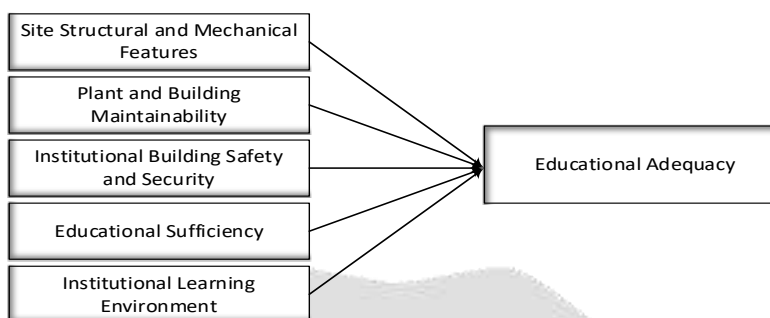 Site Structural and Mechanical
Features
Plant and Building
Maintainability
Institutional Building Safety
and Security
Educational Sufficiency
Institutional Learning
Environment
Educational Adequacy